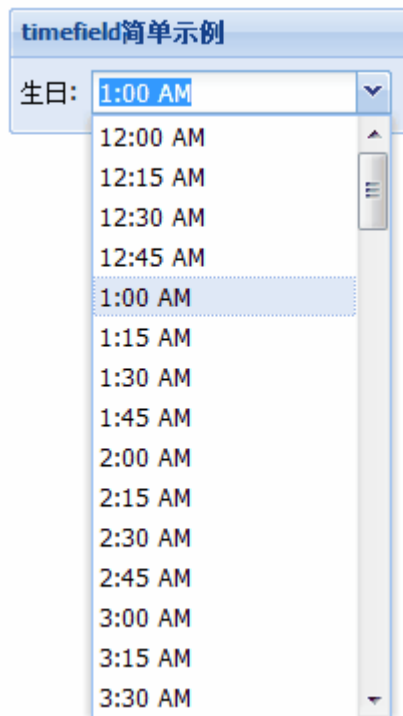 timefield简单示例
生日: 1:00 AM
12:00 AM
12:15 AM
12:30 AM
12:45 AM
1:00 AM
1:15 AM
1:30 AM
1:45 AM
2:00 AM
2:15 AM
2:30 AM
2:45 AM
3:00 AM
3:15 AM
3:30 AM